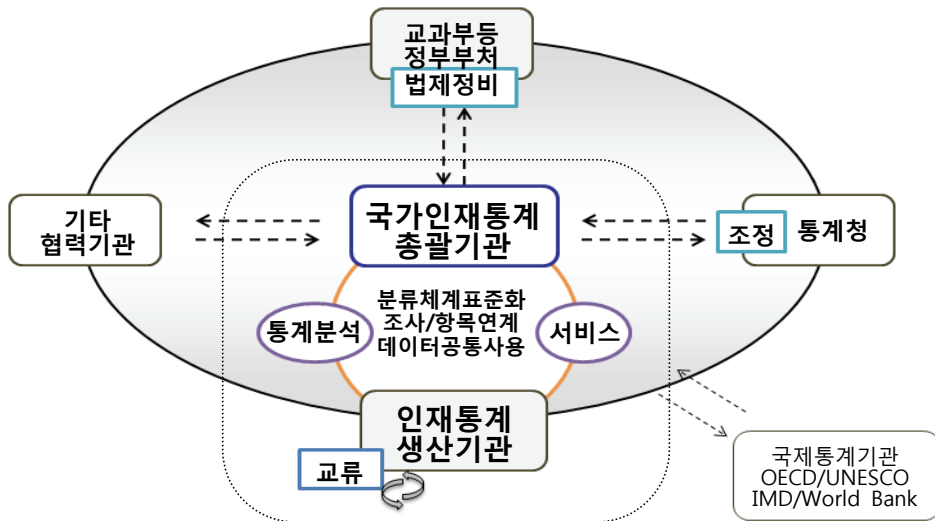 교과부등
정부부처
법제정비
기타
협력기관
국가인재통계
총괄기관
조정
통계청
분류체계표준화
조사/항목연계
데이터공통사용
통계분석
서비스
인재통계
생산기관
교류
국제통계기관
OECD/UNESCO
IMD/World Bank